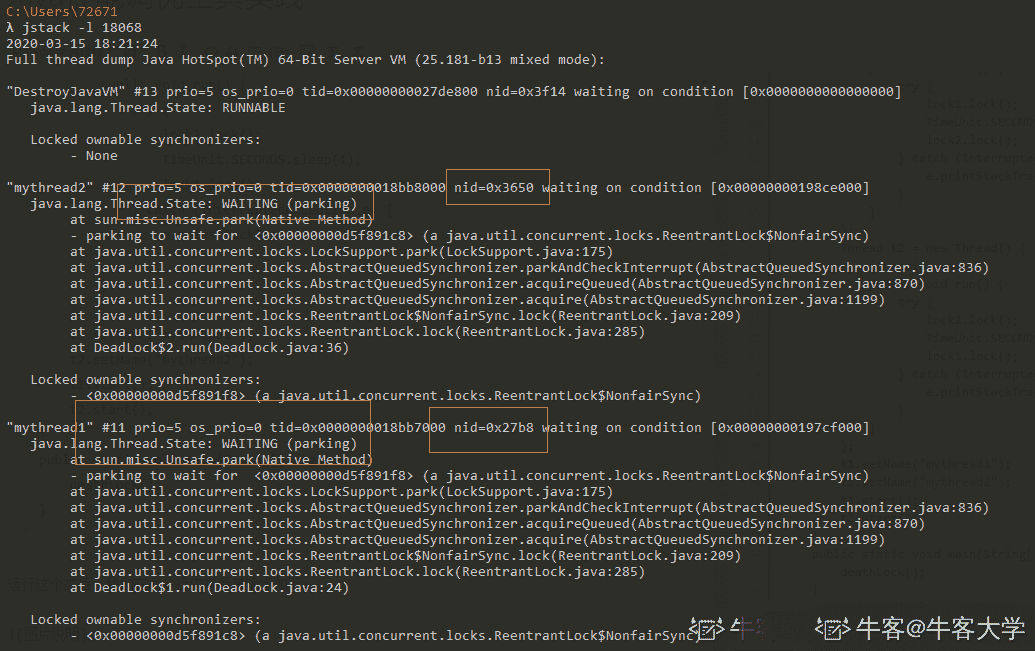 C:\Users\72671
λ jstack -l 18068
2020-03-15 18:21:24
Full thread dump Java HotSpot(TM) 64-Bit Server VM (25.181-b13 mixed mode):
"DestroyJavaVM" #13 prio=5 os_prio=0 tid=0x00000000027de800 nid=0x3f14 waiting on condition [0x0000000000000000]
java.lang.Thread.State: RUNNABLE
Locked ownable synchronizers:
- None
"mythread2" #12 prio=5 os_prio=0 tid=0x0000000018bb8000 nid=0x3650 waiting on condition [0x00000000198ce000]
java.lang.Thread.State: WAITING (parking)
at sun.misc.Unsafe.park(Native Method)
- parking to wait for  <0x00000000d5f891c8> (a java.util.concurrent.locks.ReentrantLock$NonfairSync)
at java.util.concurrent.locks.LockSupport.park(LockSupport.java:175)
at java.util.concurrent.locks.AbstractQueuedSynchronizer.parkAndCheckInterrupt(AbstractQueuedSynchronizer.java:836)
at java.util.concurrent.locks.AbstractQueuedSynchronizer.acquireQueued(AbstractQueuedSynchronizer.java:870)
at java.util.concurrent.locks.AbstractQueuedSynchronizer.acquire(AbstractQueuedSynchronizer.java:1199)
at java.util.concurrent.locks.ReentrantLock$NonfairSync.lock(ReentrantLock.java:209)
at java.util.concurrent.locks.ReentrantLock.lock(ReentrantLock.java:285)
at DeadLock$2.run(DeadLock.java:36)
Locked ownable synchronizers:
- <0x00000000d5f891f8> (a java.util.concurrent.locks.ReentrantLock$NonfairSync)
"mythread1" #11 prio=5 os_prio=0 tid=0x0000000018bb7000 nid=0x27b8 waiting on condition [0x00000000197cf000]
java.lang.Thread.State: WAITING (parking)
at sun.misc.Unsafe.park(Native Method)
- parking to wait for  <0x00000000d5f891f8> (a java.util.concurrent.locks.ReentrantLock$NonfairSync)
at java.util.concurrent.locks.LockSupport.park(LockSupport.java:175)
at java.util.concurrent.locks.AbstractQueuedSynchronizer.parkAndCheckInterrupt(AbstractQueuedSynchronizer.java:836)
at java.util.concurrent.locks.AbstractQueuedSynchronizer.acquireQueued(AbstractQueuedSynchronizer.java:870)
at java.util.concurrent.locks.AbstractQueuedSynchronizer.acquire(AbstractQueuedSynchronizer.java:1199)
at java.util.concurrent.locks.ReentrantLock$NonfairSync.lock(ReentrantLock.java:209)
at java.util.concurrent.locks.ReentrantLock.lock(ReentrantLock.java:285)
at DeadLock$1.run(DeadLock.java:24)
Locked ownable synchronizers:
- <0x00000000d5f891c8> (a java.util.concurrent.locks.ReentrantLock$NonfairSync)
牛客@牛客大学